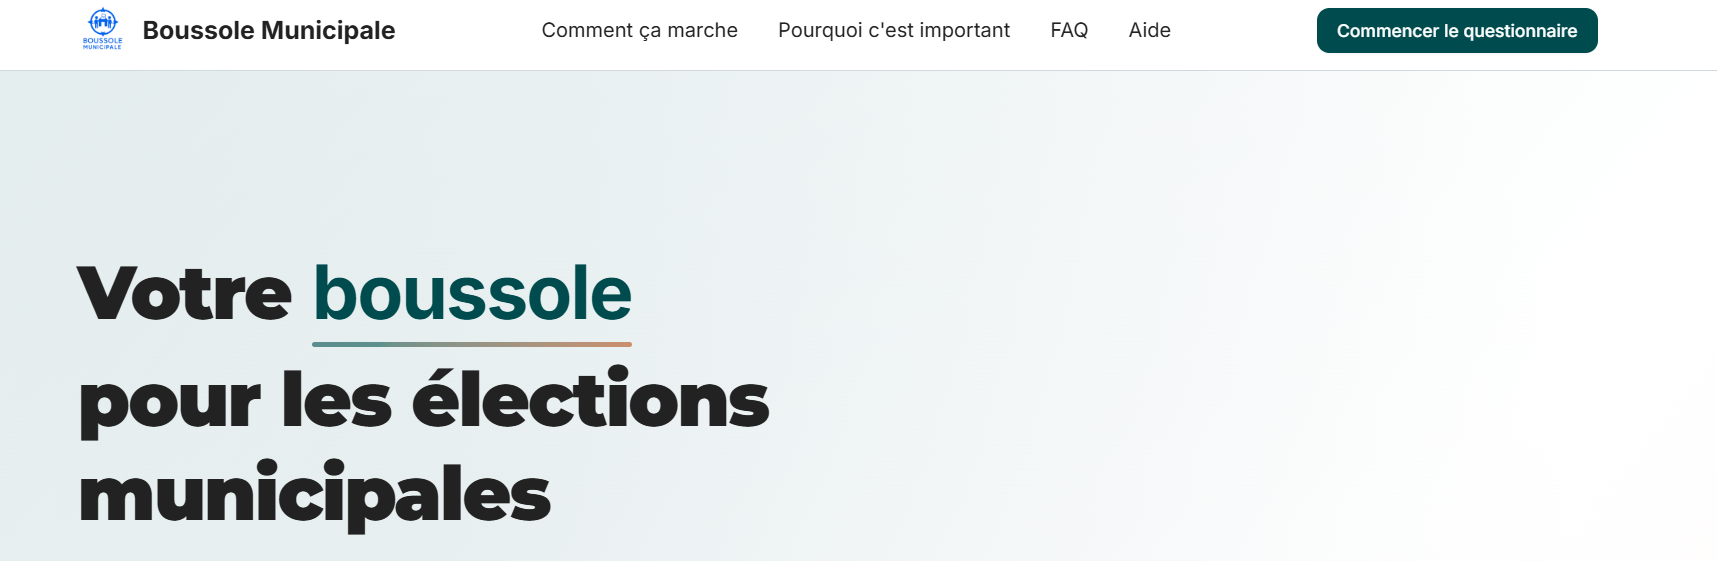 BOUSSOLE
MUNICIPALE
Boussole Municipale
Comment ça marche
Pourquoi c'est important
FAQ
Aide
Commencer le questionnaire
Votre boussole
pour les élections
municipales